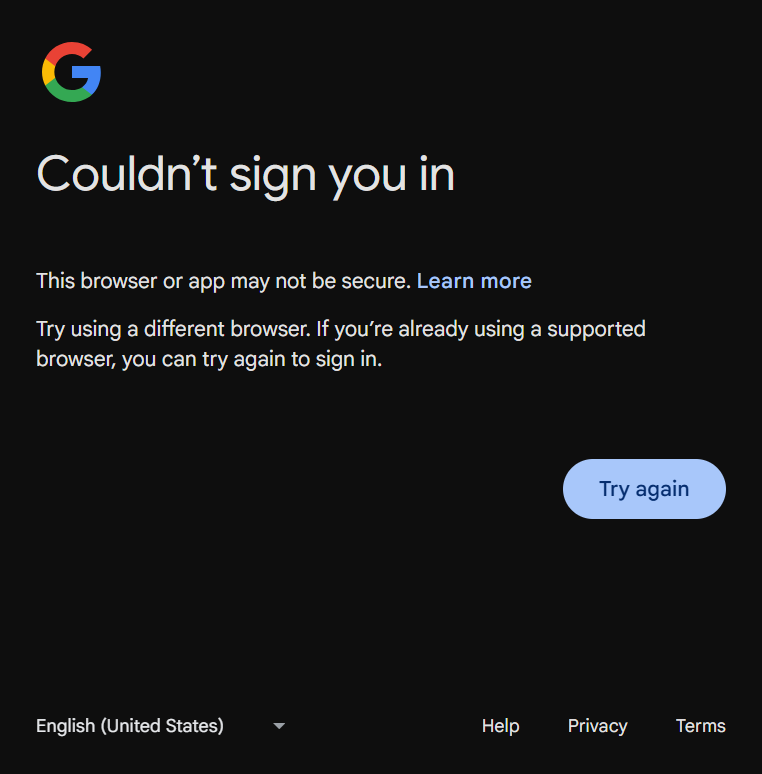 Couldn’t sign you in
This browser or app may not be secure. Learn more
Try using a different browser. If you’re already using a supported
browser, you can try again to sign in.
Try again
English (United States)
Help
Privacy
Terms